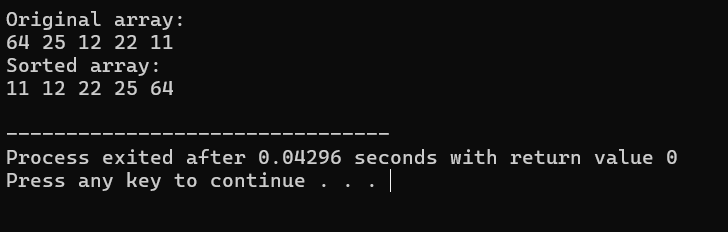 Original array:
64 25 12 22 11
Sorted array:
11 12 22 25 64
--------------------------------
Process exited after 0.04296 seconds with return value 0
Press any key to continue . . .